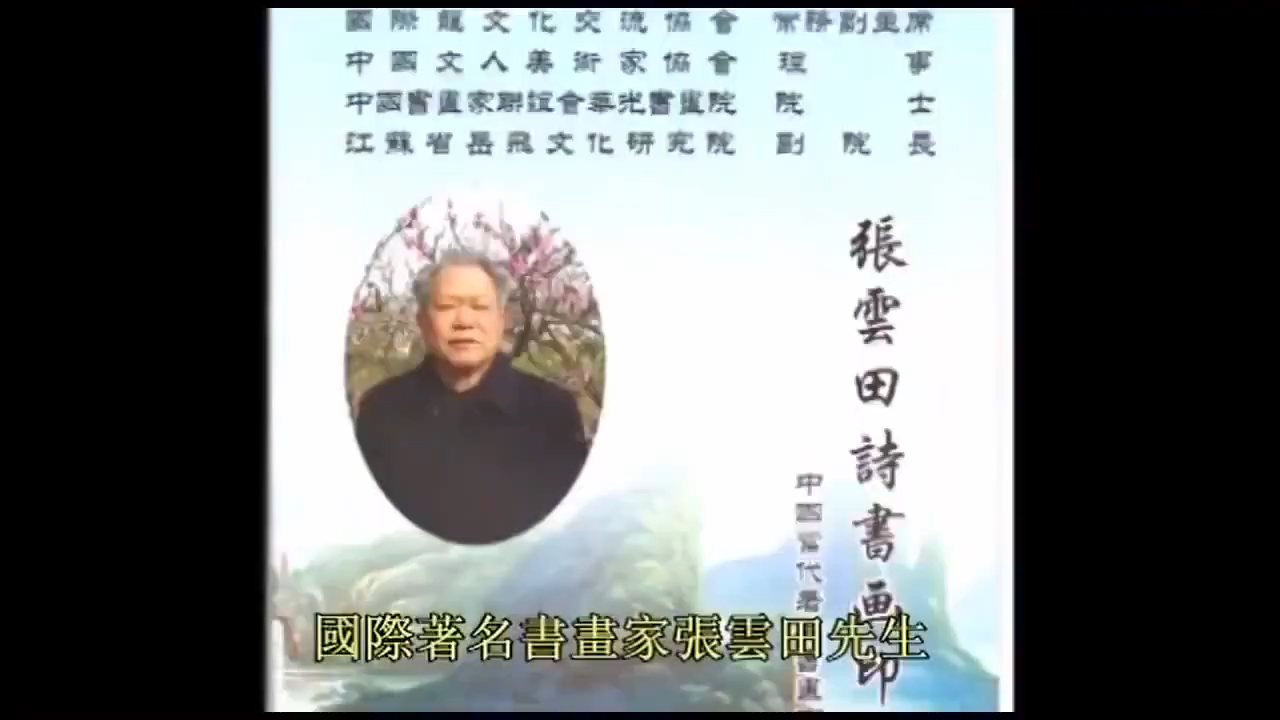 國際龍文化交流協會 常務副主席
中國文人美術家協會 理事
中國書畫家聯誼會華光書畫院 院士
江蘇省岳飛文化研究院 副院長
張雲田詩書画印
中國當代著
書畫
國際著名書畫家張雲田先生